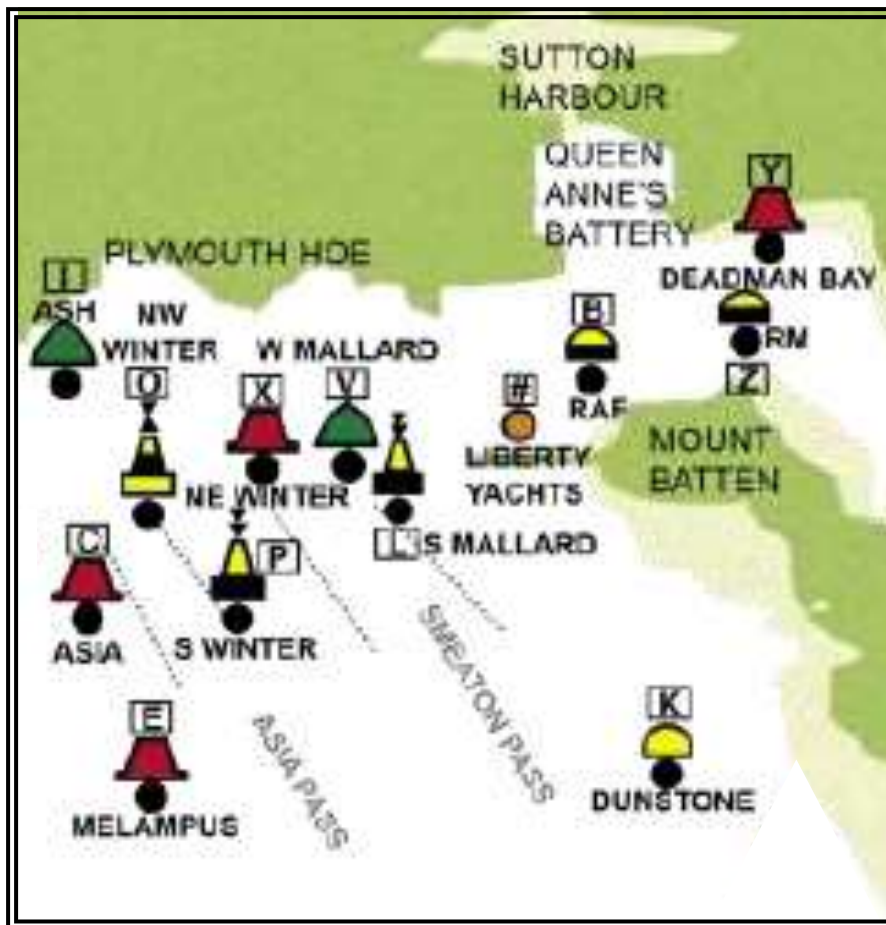 SUTTON
HARBOUR
QUEEN
ANNE'S
BATTERY
Y
DEADMAN BAY
PLYMOUTH HOE
I
ASH
NW
WINTER
O
W MALLARD
X
V
B
RAF
RM
Z
#
LIBERTY
YACHTS
MOUNT
BATTEN
NE WINTER
L S MALLARD
C
ASIA
P
S WINTER
SMEATON PASS
ASIA PASS
E
MELAMPUS
K
DUNSTONE